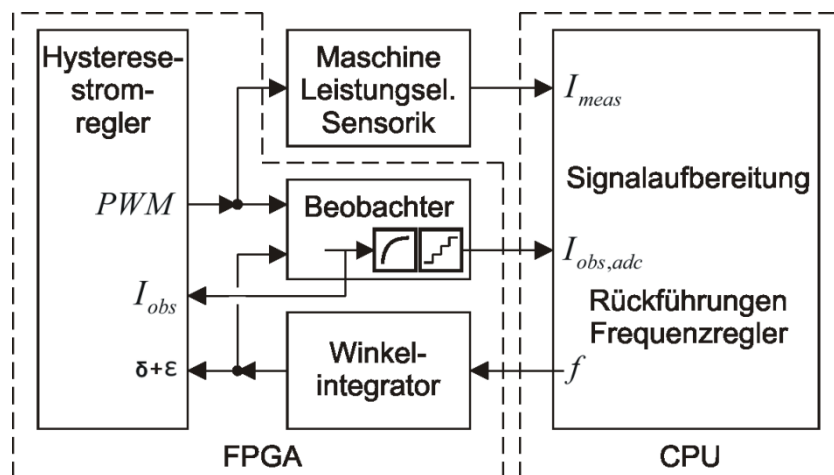 Hysterese-
strom-
regler
PWM
I_obs
δ+ε
Maschine
Leistungsel.
Sensorik
Beobachter
Winkel-
integrator
FPGA
I_meas
Signalaufbereitung
I_obs,adc
Rückführungen
Frequenzregler
f
CPU